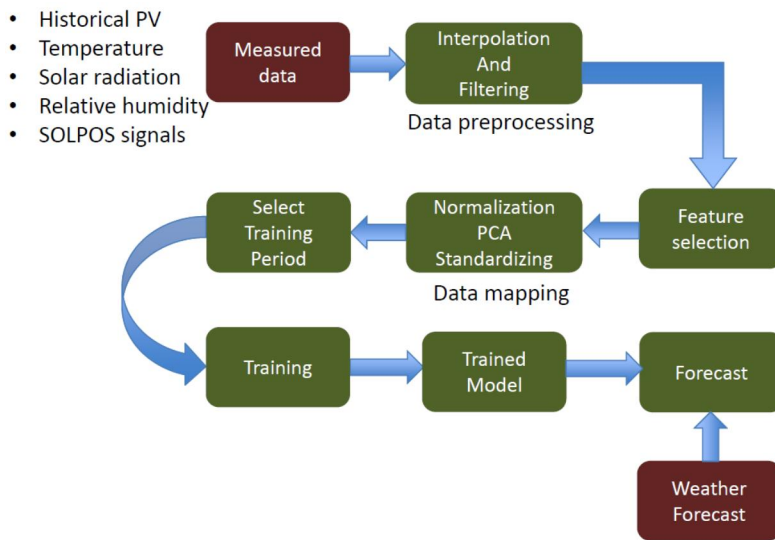 • Historical PV
• Temperature
• Solar radiation
• Relative humidity
• SOLPOS signals
Measured
data
Interpolation
And
Filtering
Data preprocessing
Feature
selection
Normalization
PCA
Standardizing
Data mapping
Select
Training
Period
Training
Trained
Model
Forecast
Weather
Forecast